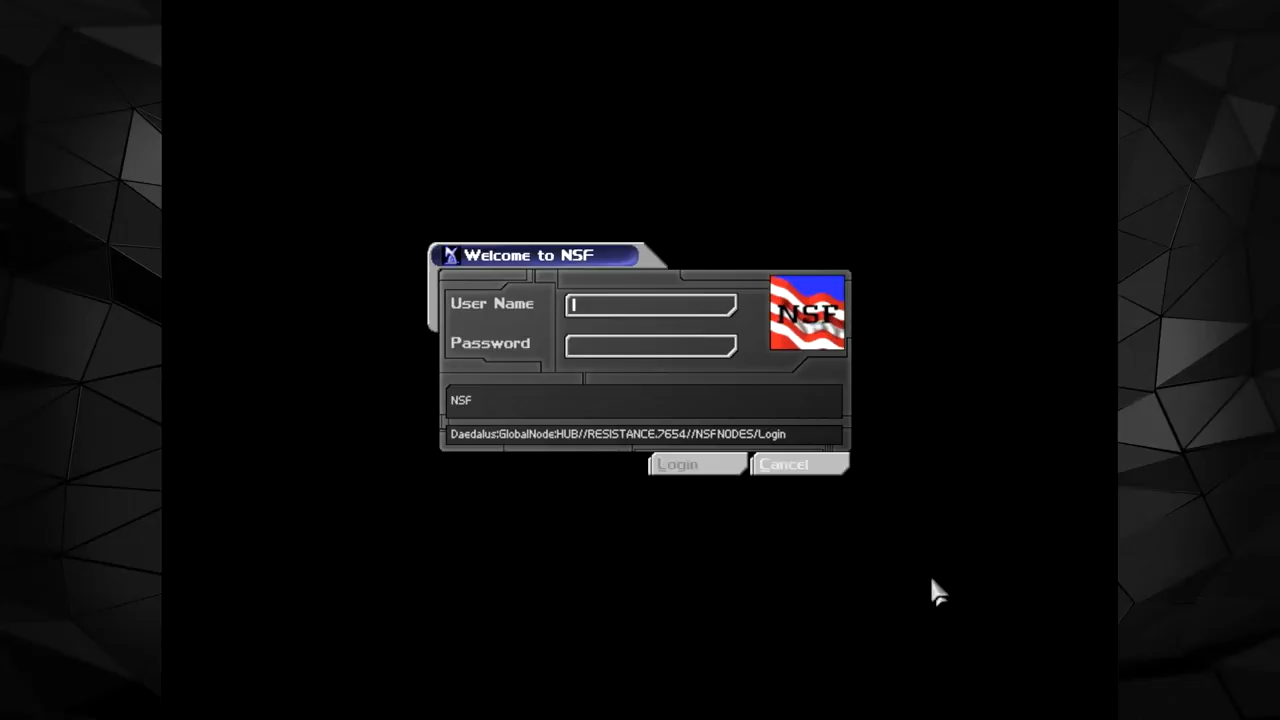 Welcome to NSF
User Name
NSF
Password
NSF
Daedalus:GlobalNode:HUB//RESISTANCE.7654//NSFNODES/Login
Login
Cancel